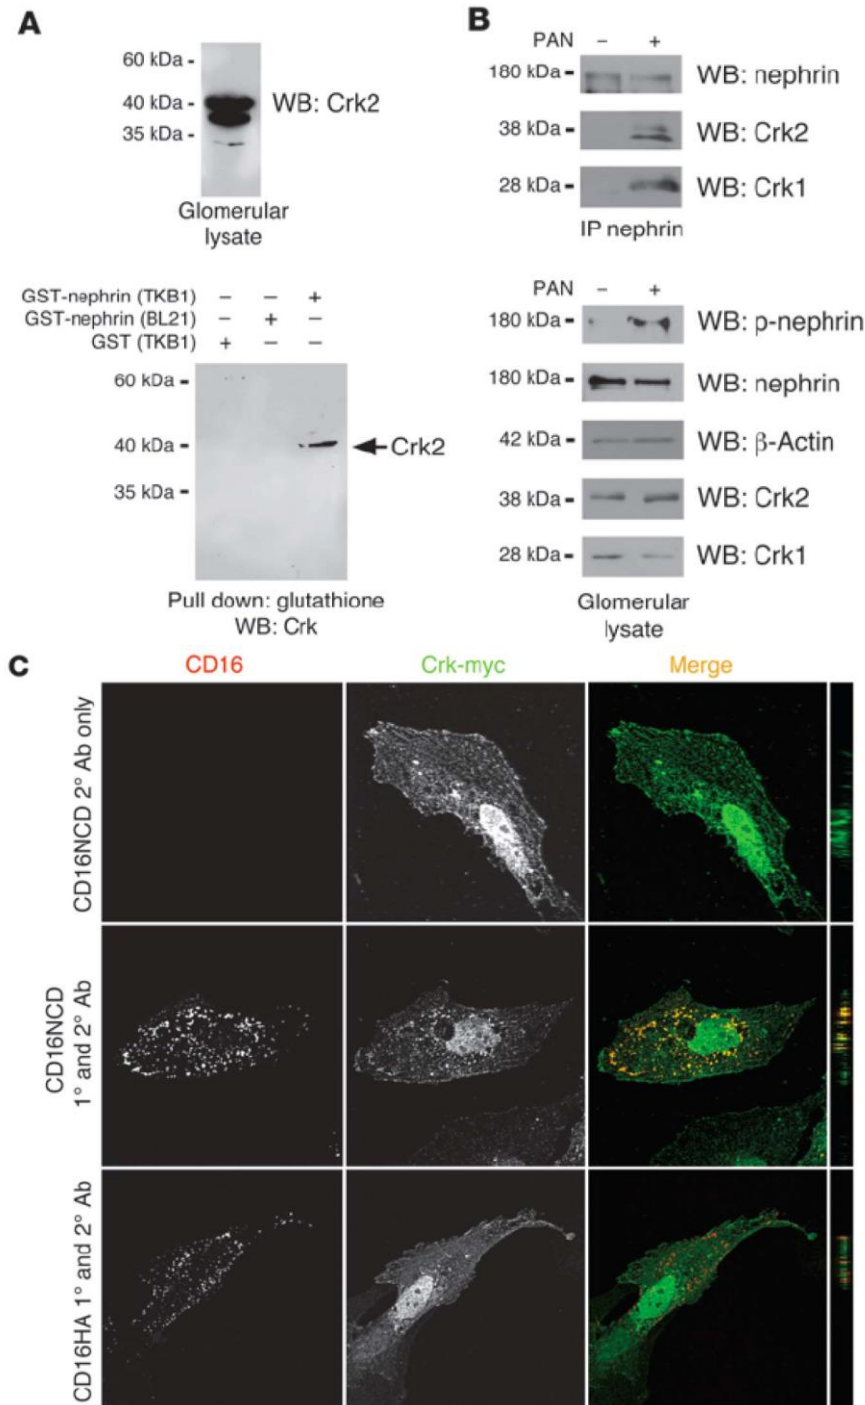 A
60 kDa -
40 kDa -
35 kDa -
WB: Crk2
Glomerular
lysate
GST-nephrin (TKB1) – – +
GST-nephrin (BL21) – + –
GST (TKB1) + – –
60 kDa -
40 kDa -
35 kDa -
Crk2
Pull down: glutathione
WB: Crk
B
PAN – +
180 kDa - WB: nephrin
38 kDa - WB: Crk2
28 kDa - WB: Crk1
IP nephrin
PAN – +
180 kDa - WB: p-nephrin
180 kDa - WB: nephrin
42 kDa - WB: β-Actin
38 kDa - WB: Crk2
28 kDa - WB: Crk1
Glomerular
lysate
C
CD16 Crk-myc Merge
CD16NCD 2° Ab only
CD16NCD
1° and 2° Ab
CD16HA 1° and 2° Ab